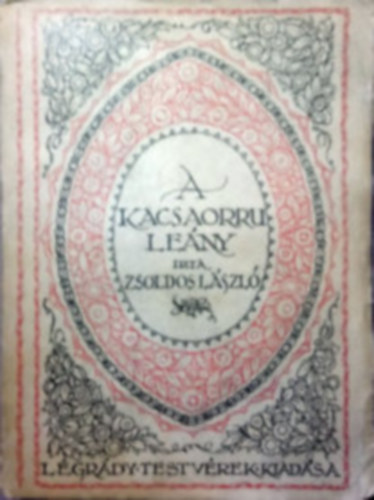 A
KACSAORRU
LEÁNY
IRTA
ZSOLDOS LÁSZLÓ
LÉGRÁDY·TESTVÉREK·KIADÁSA